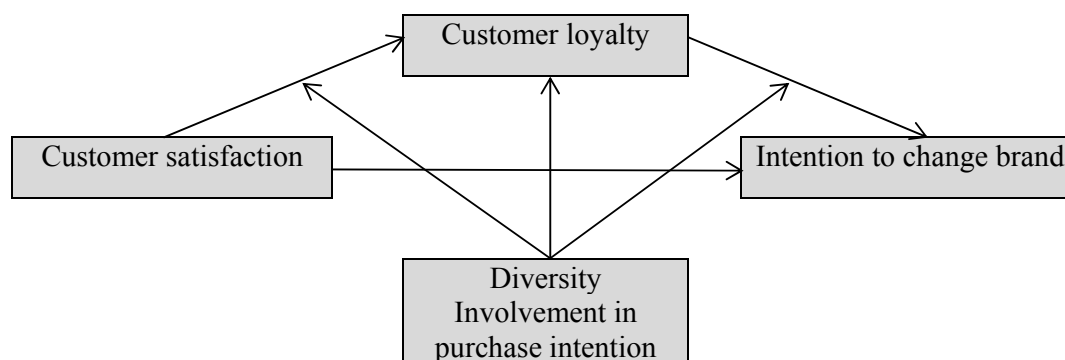 Customer loyalty
Customer satisfaction
Intention to change brand
Diversity
Involvement in
purchase intention